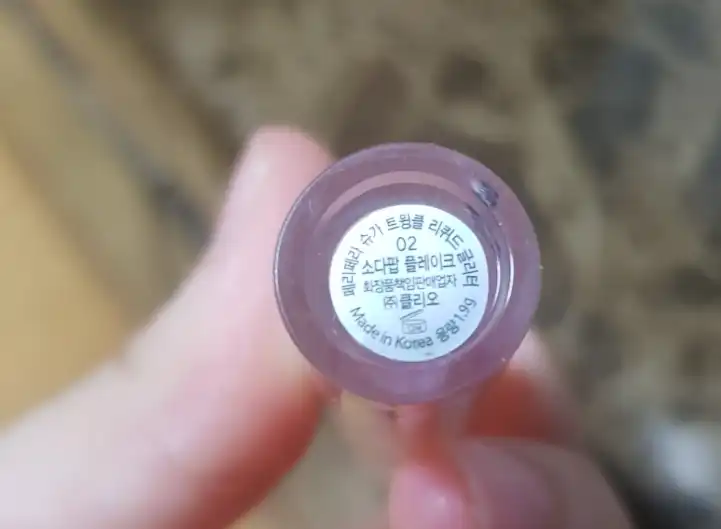 페리페라 슈가 트윙클 리퀴드 글리터
02
소다팝 플레이크
화장품책임판매업자
㈜클리오
Made in Korea 용량 1.9g